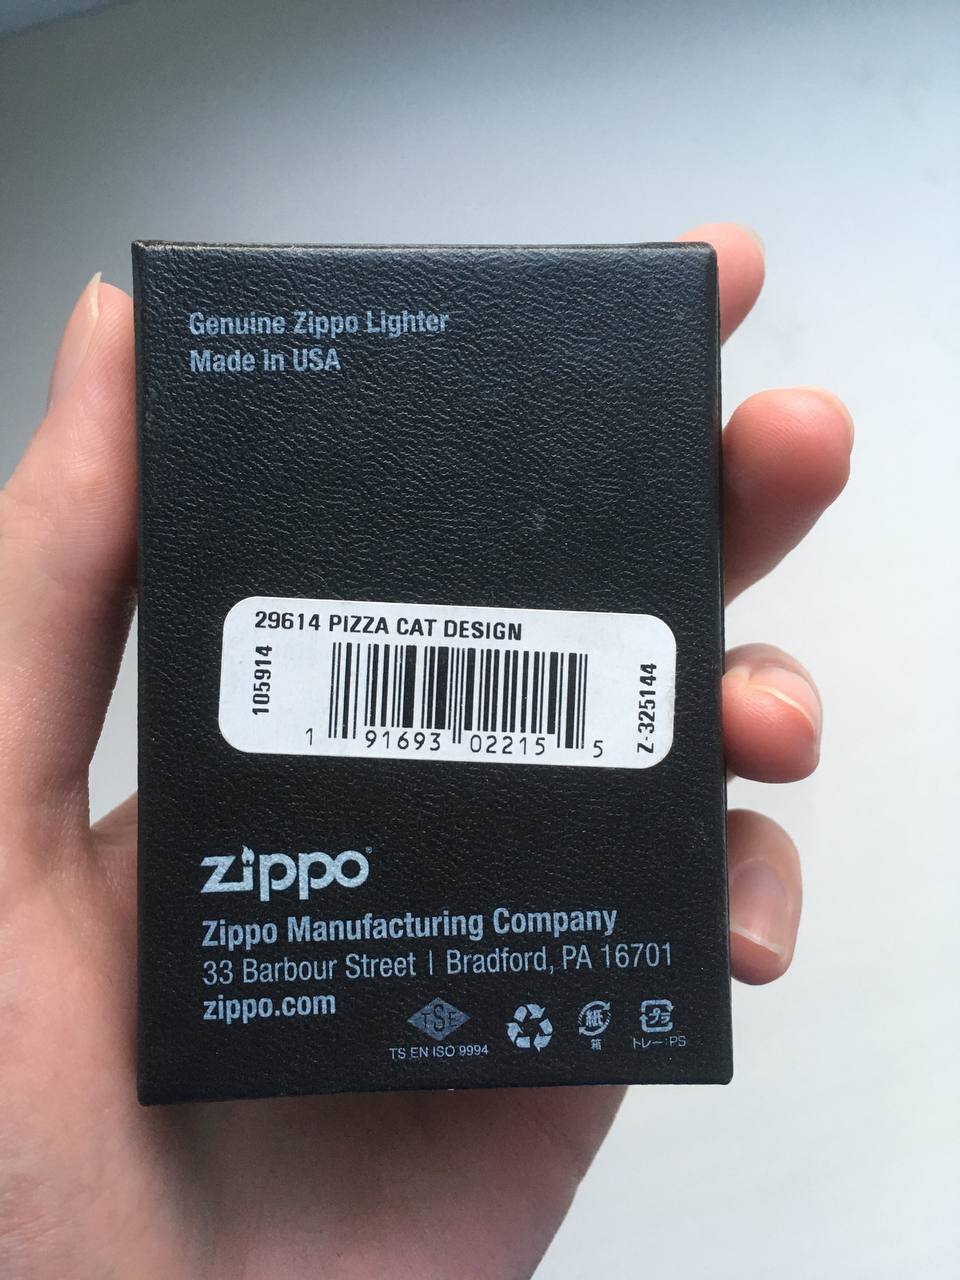 Genuine Zippo Lighter
Made in USA
29614 PIZZA CAT DESIGN
105914
1 91693 02215 5
Z-325144
zippo®
Zippo Manufacturing Company
33 Barbour Street | Bradford, PA 16701
zippo.com
TSE
TS EN ISO 9994
紙
箱
プラ
トレー:PS